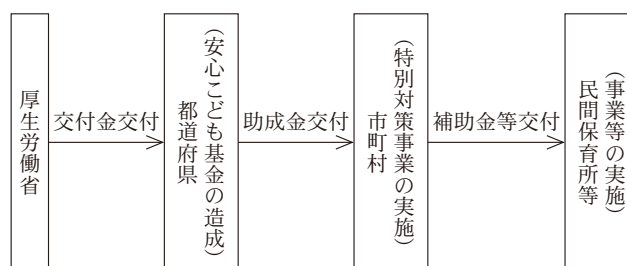 厚生労働省
交付金交付
都道府県
(安心こども基金の造成)
助成金交付
市町村
(特別対策事業の実施)
補助金等交付
民間保育所等
(事業等の実施)